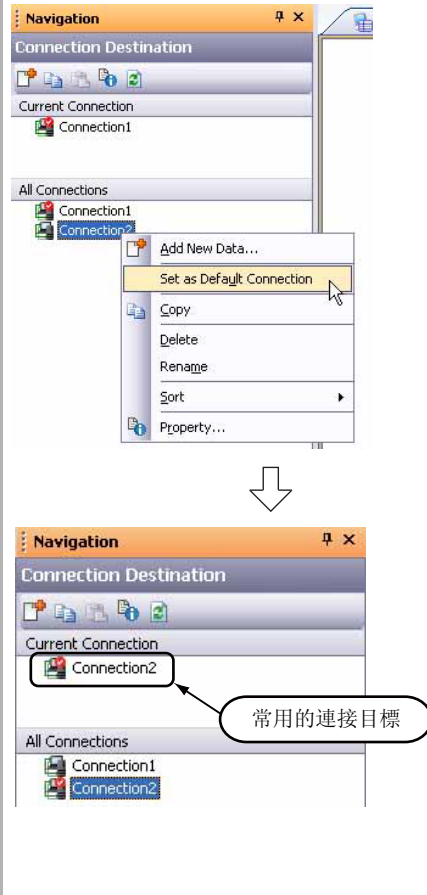 Navigation
Connection Destination
Current Connection
Connection1
All Connections
Connection1
Connection2
Add New Data...
Set as Default Connection
Copy
Delete
Rename
Sort
Property...
Navigation
Connection Destination
Current Connection
Connection2
常用的連接目標
All Connections
Connection1
Connection2